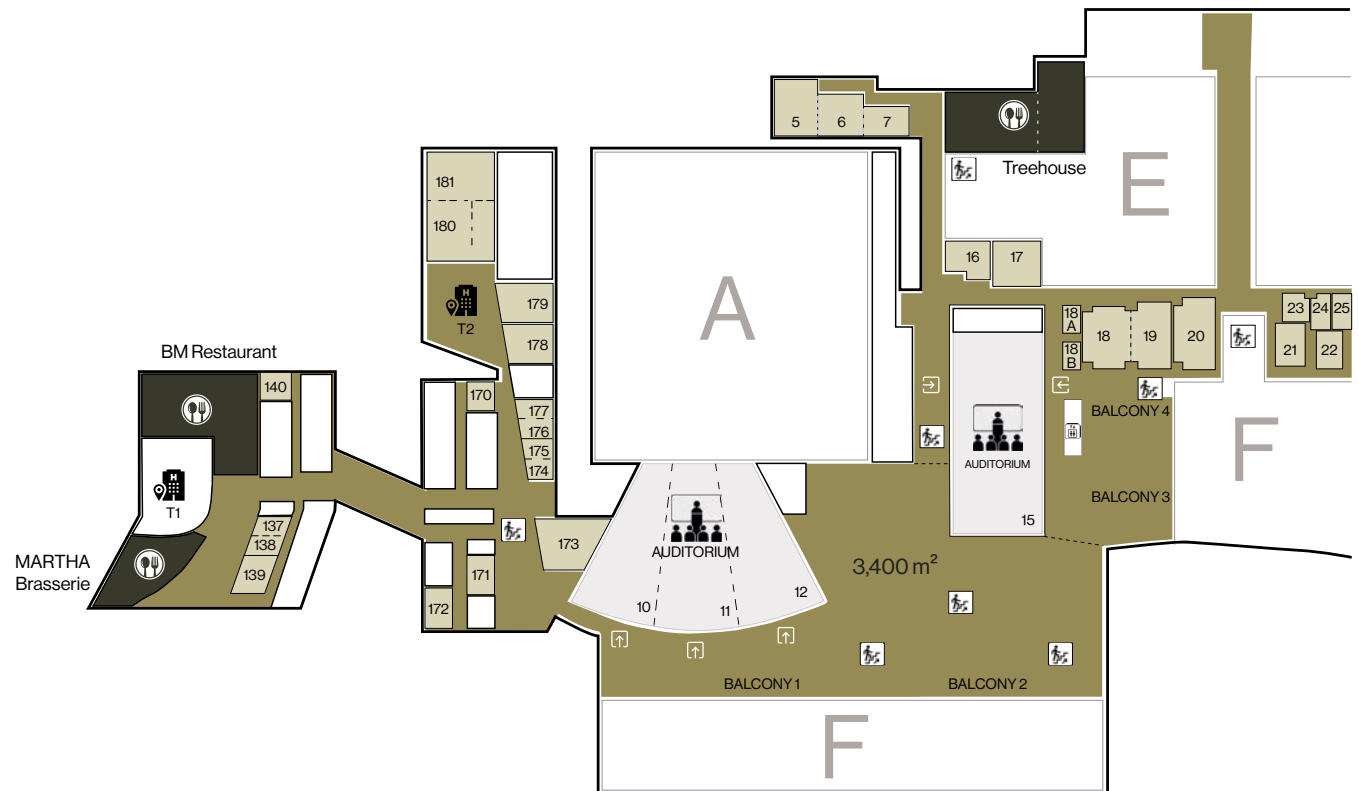 5
6
7
Treehouse
E
181
180
16
17
A
H
T2
179
178
18
A
18
B
18
19
20
23
24
25
21
22
BM Restaurant
140
170
177
176
175
174
BALCONY 4
AUDITORIUM
F
H
T1
BALCONY 3
15
137
138
139
173
AUDITORIUM
3,400 m²
MARTHA
Brasserie
171
172
10
11
12
BALCONY 1
BALCONY 2
F